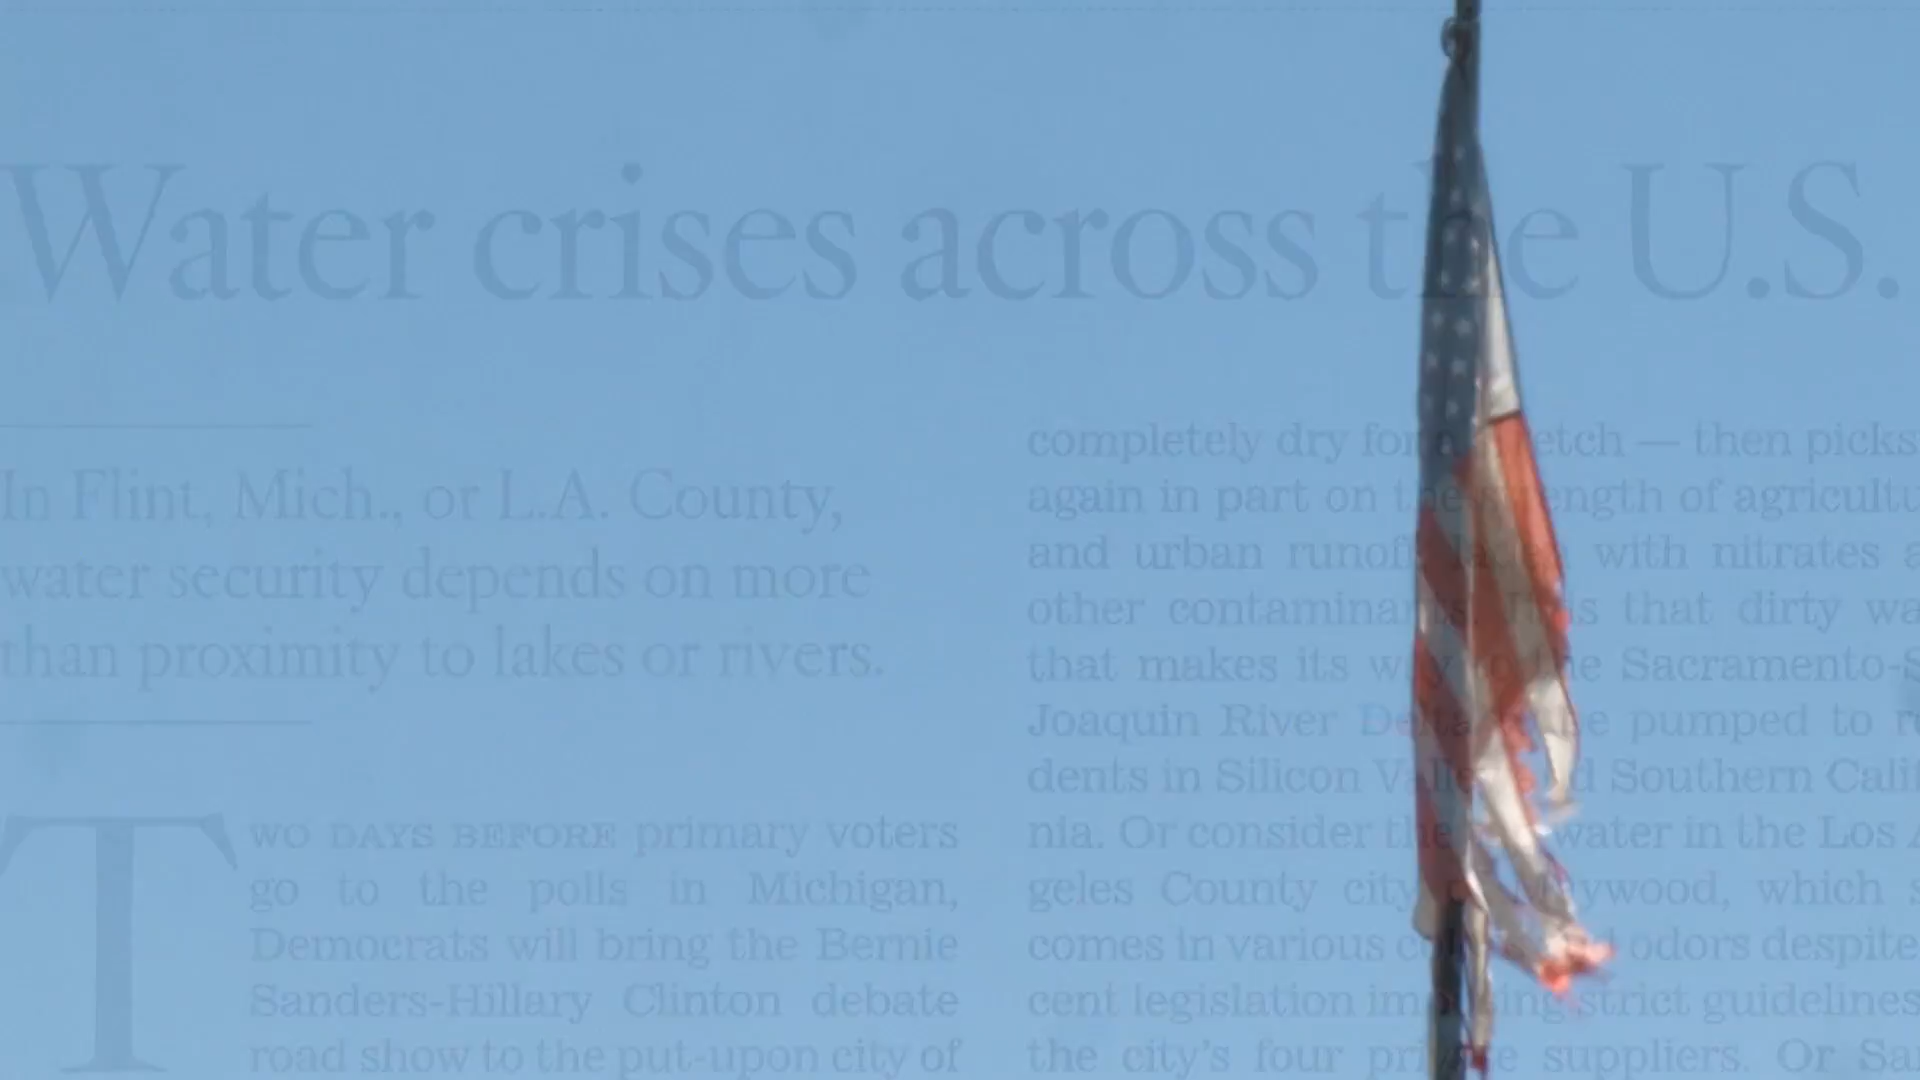 Water crises across the U.S.
In Flint, Mich., or L.A. County,
water security depends on more
than proximity to lakes or rivers.
TWO DAYS BEFORE primary voters
go to the polls in Michigan,
Democrats will bring the Bernie
Sanders-Hillary Clinton debate
road show to the put-upon city of
completely dry for a stretch — then picks
again in part on the strength of
and urban runoff laden with nitrates
other contaminants. It is that dirty
that makes its way to the Sacramento-
Joaquin River Delta to be pumped to
dents in Silicon Valley and Southern
nia. Or consider the water in the Los
geles County city of Maywood, which
comes in various colors and odors despite
cent legislation imposing strict guidelines
the city's four private suppliers. Or